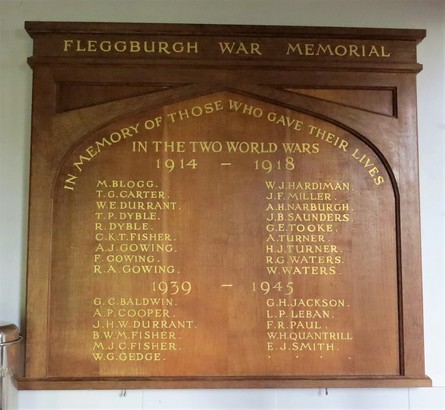 FLEGGBURGH WAR MEMORIAL
IN MEMORY OF THOSE WHO GAVE THEIR LIVES
IN THE TWO WORLD WARS
1914 - 1918
M. BLOGG.
T. G. CARTER.
W. E. DURRANT.
T. P. DYBLE.
R. DYBLE.
C. K. T. FISHER.
A. J. GOWING.
F. GOWING.
R. A. GOWING.
W. J. HARDIMAN.
J. F. MILLER.
A. H. NARBURGH.
J. B. SAUNDERS
G. E. TOOKE.
A. TURNER.
H. J. TURNER.
R. G. WATERS.
W. WATERS.
1939 - 1945
G. C. BALDWIN.
A. P. COOPER.
J. H. W. DURRANT.
B. W. M. FISHER.
M. J. C. FISHER.
W. G. GEDGE.
G. H. JACKSON.
L. P. LEBAN.
F. R. PAUL.
W. H. QUANTRILL
E. J. SMITH.